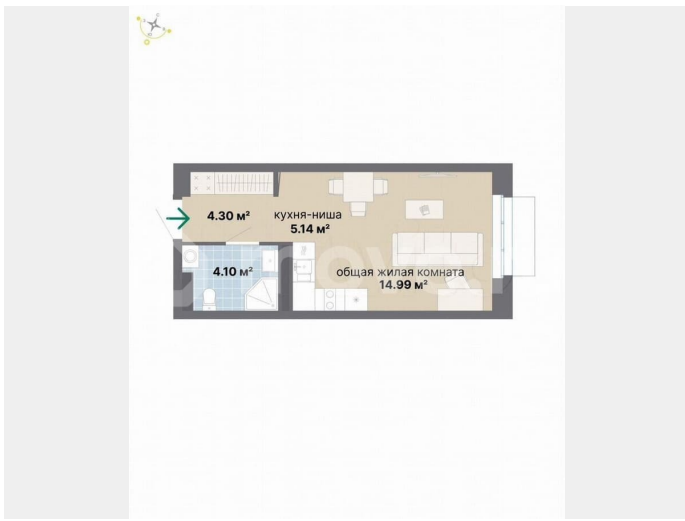 4.30 м²
кухня-ниша
5.14 м²
4.10 м²
общая жилая комната
14.99 м²